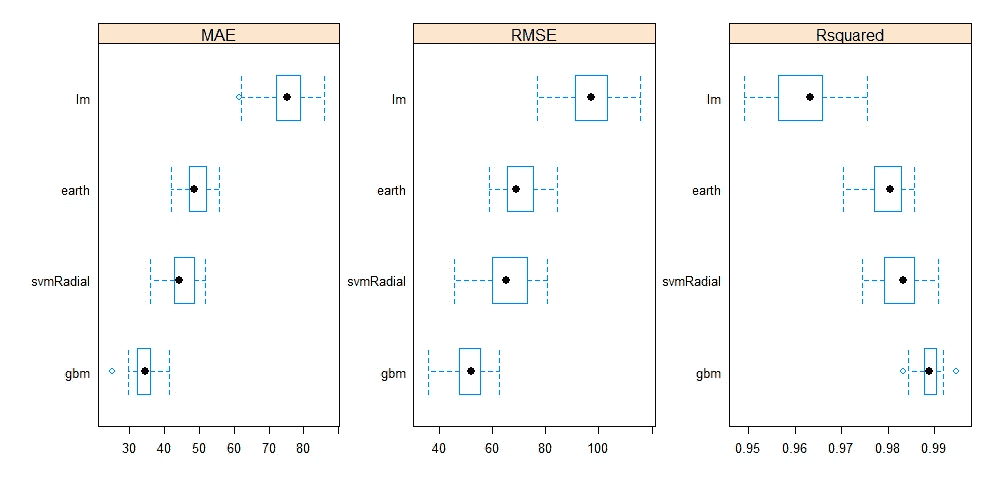 MAE RMSE Rsquared
lm lm lm
earth earth earth
svmRadial svmRadial svmRadial
gbm gbm gbm
30 40 50 60 70 80 40 60 80 100 0.95 0.96 0.97 0.98 0.99